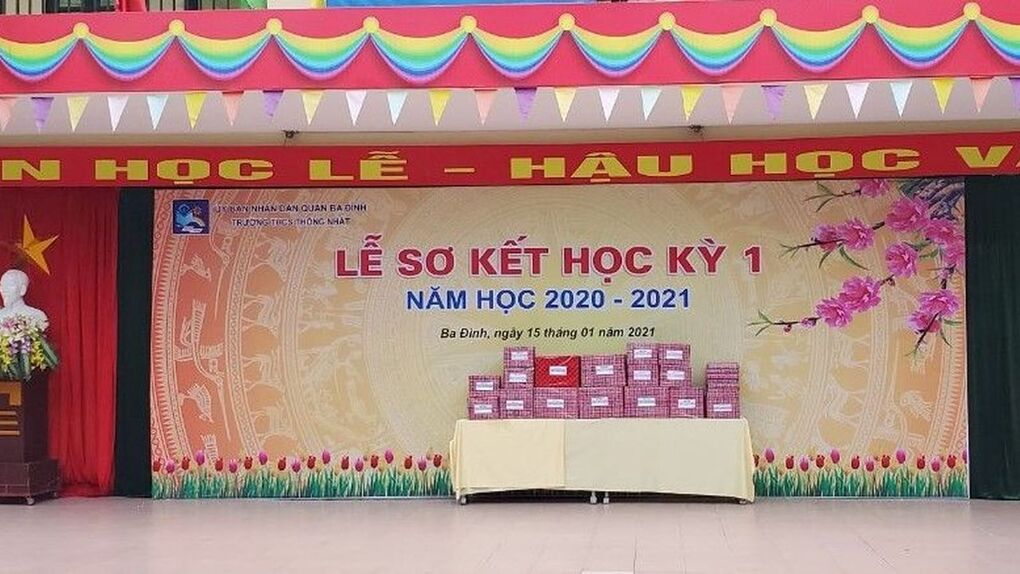 N HỌC LỄ - HẬU HỌC VĂ
ỦY BAN NHÂN DÂN QUẬN BA ĐÌNH
TRƯỜNG THCS THỐNG NHẤT
LỄ SƠ KẾT HỌC KỲ 1
NĂM HỌC 2020 - 2021
Ba Đình, ngày 15 tháng 01 năm 2021